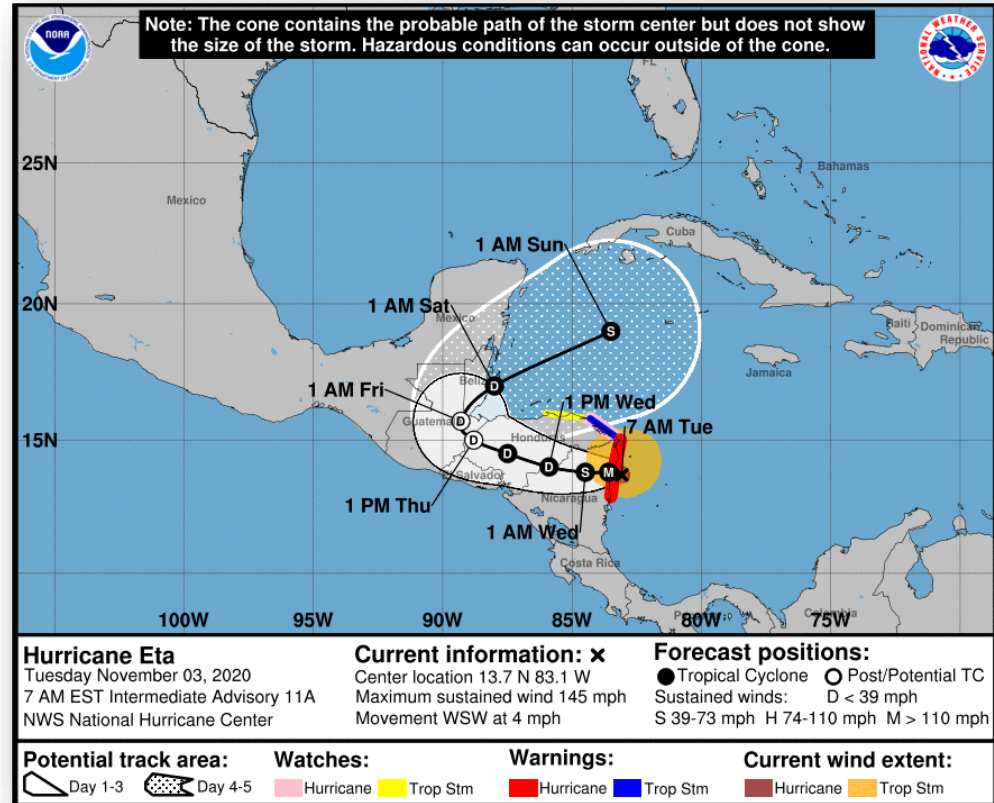 Note: The cone contains the probable path of the storm center but does not show
the size of the storm. Hazardous conditions can occur outside of the cone.
NOAA
NATIONAL WEATHER SERVICE
FL
25N
Bahamas
Mexico
Cuba
1 AM Sun
20N
1 AM Sat
Mexico
S
Haiti
Dominican
Republic
Jamaica
D
Beliz
1 AM Fri
1 PM Wed
D
Guatema
7 AM Tue
15N
D
Honduras
D
D
S
M
Salvador
1 PM Thu
Nicaragua
1 AM Wed
Costa Rica
100W
95W
90W
85W
80W
75W
Colombia
Hurricane Eta
Tuesday November 03, 2020
7 AM EST Intermediate Advisory 11A
NWS National Hurricane Center
Current information: x
Center location 13.7 N 83.1 W
Maximum sustained wind 145 mph
Movement WSW at 4 mph
Forecast positions:
Tropical Cyclone Post/Potential TC
Sustained winds: D < 39 mph
S 39-73 mph H 74-110 mph M > 110 mph
Potential track area:
Day 1-3 Day 4-5
Watches:
Hurricane Trop Stm
Warnings:
Hurricane Trop Stm
Current wind extent:
Hurricane Trop Stm